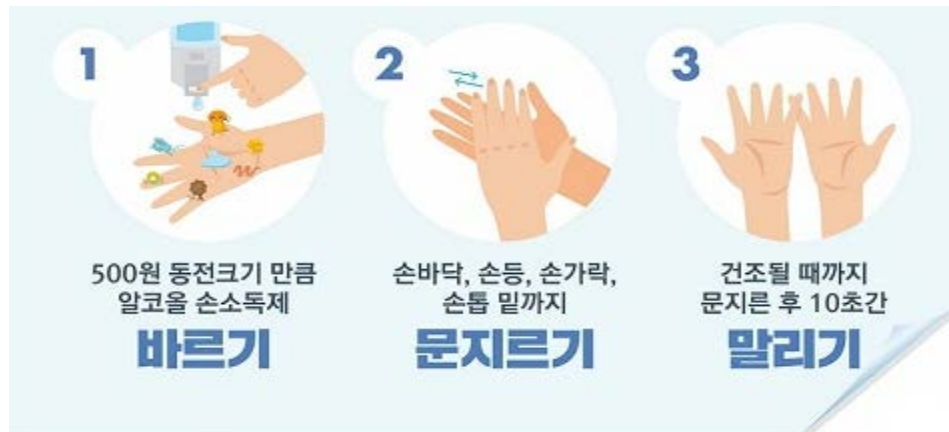 1
500원 동전크기 만큼
알코올 손소독제
바르기
2
손바닥, 손등, 손가락,
손톱 밑까지
문지르기
3
건조될 때까지
문지른 후 10초간
말리기